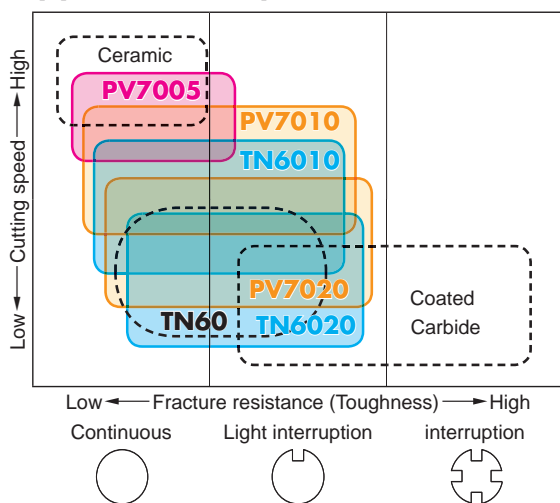 High
Cutting speed
Low
Ceramic
PV7005
PV7010
TN6010
PV7020
TN60
TN6020
Coated
Carbide
Low Fracture resistance (Toughness) High
Continuous Light interruption interruption